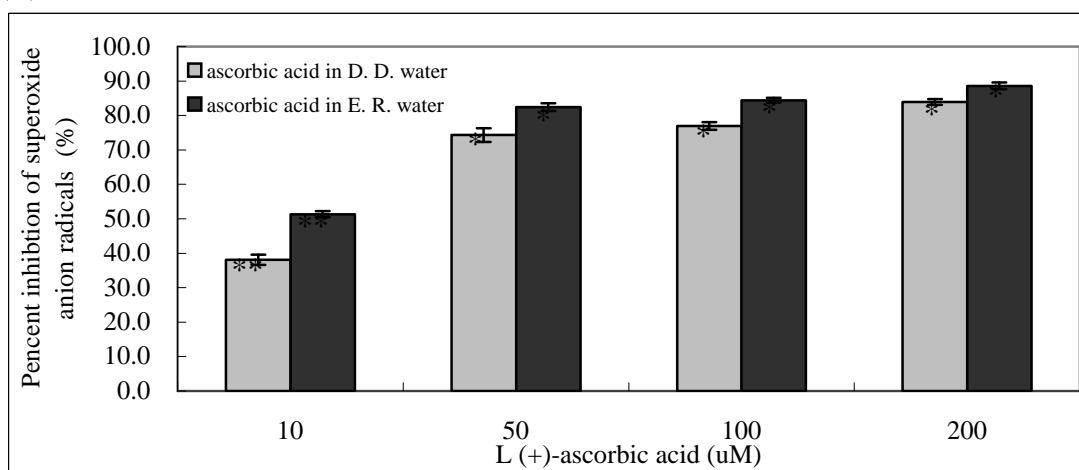 100.0
90.0
80.0
70.0
60.0
50.0
40.0
30.0
20.0
10.0
0.0
Pencent inhibtion of superoxide
anion radicals (%)
ascorbic acid in D. D. water
ascorbic acid in E. R. water
** ** * * * * * *
10 50 100 200
L (+)-ascorbic acid (uM)